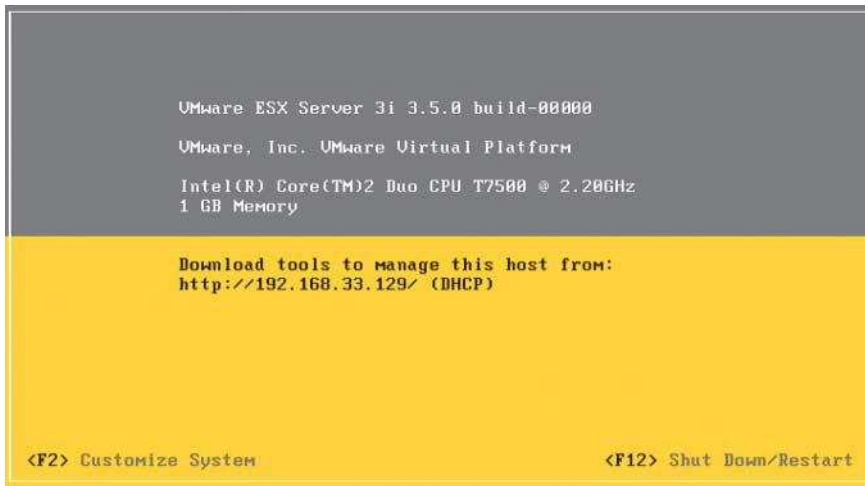 VMware ESX Server 3i 3.5.0 build-00000
VMware, Inc. VMware Virtual Platform
Intel(R) Core(TM)2 Duo CPU T7500 @ 2.20GHz
1 GB Memory
Download tools to manage this host from:
http://192.168.33.129/ (DHCP)
<F2> Customize System
<F12> Shut Down/Restart